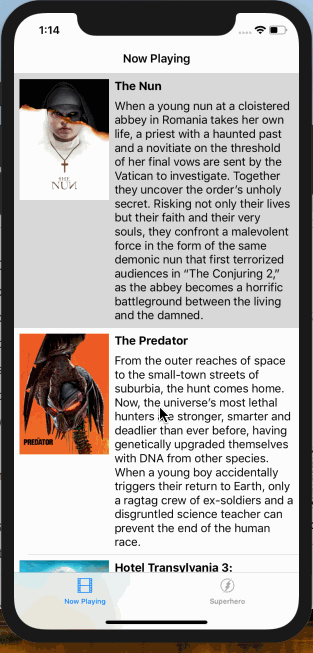 1:14
Now Playing
The Nun
When a young nun at a cloistered
abbey in Romania takes her own
life, a priest with a haunted past
and a novitiate on the threshold
of her final vows are sent by the
Vatican to investigate. Together
they uncover the order's unholy
secret. Risking not only their lives
but their faith and their very
souls, they confront a malevolent
force in the form of the same
demonic nun that first terrorized
audiences in “The Conjuring 2,”
as the abbey becomes a horrific
battleground between the living
and the damned.
THE
NUN
The Predator
From the outer reaches of space
to the small-town streets of
suburbia, the hunt comes home.
Now, the universe's most lethal
hunters are stronger, smarter and
deadlier than ever before, having
genetically upgraded themselves
with DNA from other species.
When a young boy accidentally
triggers their return to Earth, only
a ragtag crew of ex-soldiers and a
disgruntled science teacher can
prevent the end of the human
race.
PREDATOR
Hotel Transylvania 3:
Now Playing
Superhero